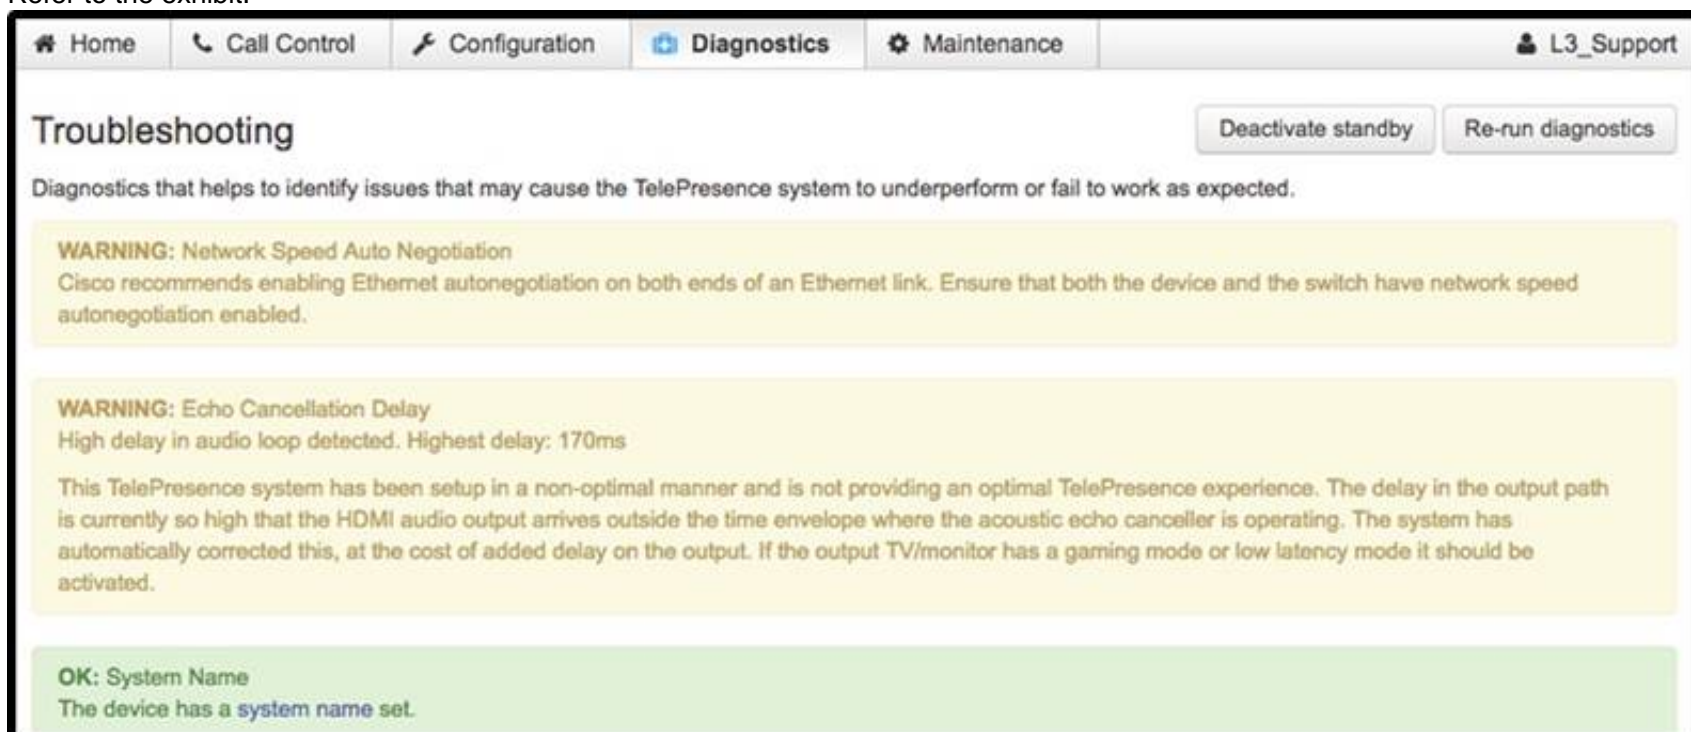 Refer to the exhibit.
Home Call Control Configuration Diagnostics Maintenance L3_Support
Troubleshooting Deactivate standby Re-run diagnostics
Diagnostics that helps to identify issues that may cause the TelePresence system to underperform or fail to work as expected.
WARNING: Network Speed Auto Negotiation
Cisco recommends enabling Ethernet autonegotiation on both ends of an Ethernet link. Ensure that both the device and the switch have network speed
autonegotiation enabled.
WARNING: Echo Cancellation Delay
High delay in audio loop detected. Highest delay: 170ms
This TelePresence system has been setup in a non-optimal manner and is not providing an optimal TelePresence experience. The delay in the output path
is currently so high that the HDMI audio output arrives outside the time envelope where the acoustic echo canceller is operating. The system has
automatically corrected this, at the cost of added delay on the output. If the output TV/monitor has a gaming mode or low latency mode it should be
activated.
OK: System Name
The device has a system name set.